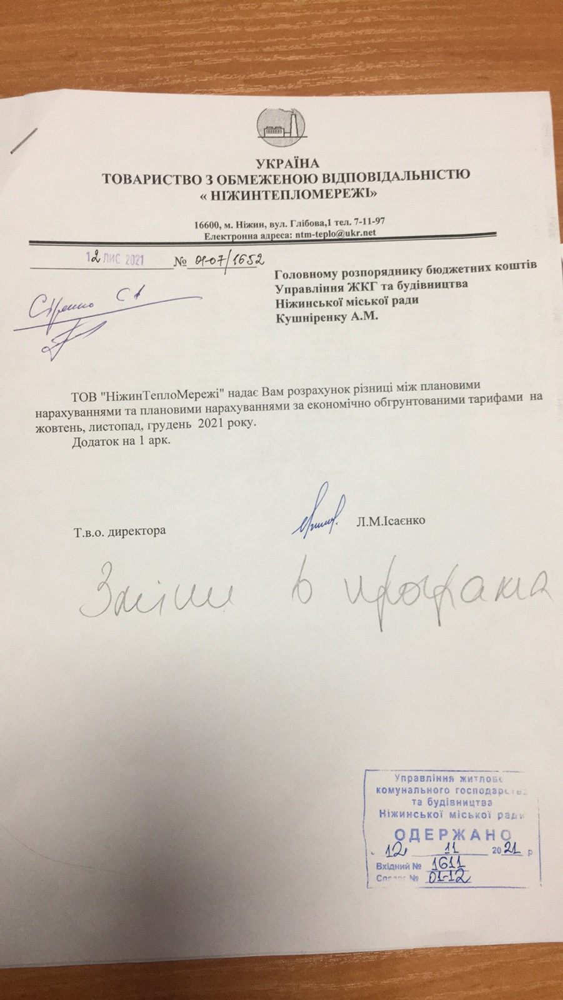 УКРАЇНА
ТОВАРИСТВО З ОБМЕЖЕНОЮ ВІДПОВІДАЛЬНІСТЮ
« НІЖИНТЕПЛОМЕРЕЖІ»
16600, м. Ніжин, вул. Глібова,1 тел. 7-11-97
Електронна адреса: ntm-teplo@ukr.net
12 ЛИС 2021 № 01-07/1652
Головному розпоряднику бюджетних коштів
Управління ЖКГ та будівництва
Ніжинської міської ради
Кушніренку А.М.
ТОВ "НіжинТеплоМережі" надає Вам розрахунок різниці між плановими
нарахуваннями та плановими нарахуваннями за економічно обгрунтованими тарифами на
жовтень, листопад, грудень 2021 року.
Додаток на 1 арк.
Т.в.о. директора Л.М.Ісаєнко
Зміни в програма
Управління житлово
комунального господарства
та будівництва
Ніжинської міської ради
ОДЕРЖАНО
12 11 2021 р
Вхідний № 1611
№ 01-12